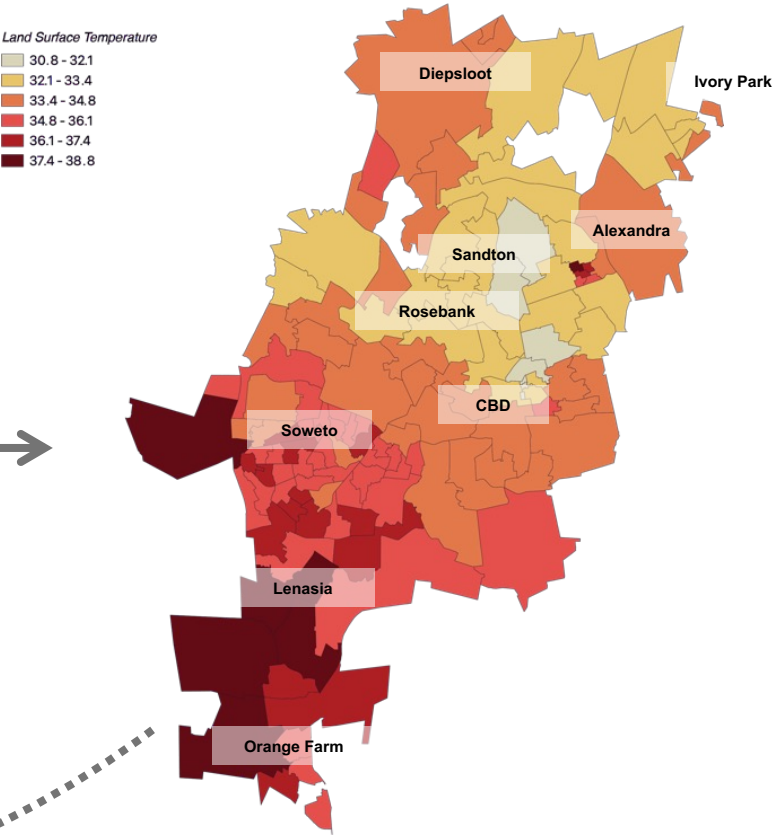 Land Surface Temperature
30.8 - 32.1
32.1 - 33.4
33.4 - 34.8
34.8 - 36.1
36.1 - 37.4
37.4 - 38.8
Diepsloot
Ivory Park
Alexandra
Sandton
Rosebank
CBD
Soweto
Lenasia
Orange Farm